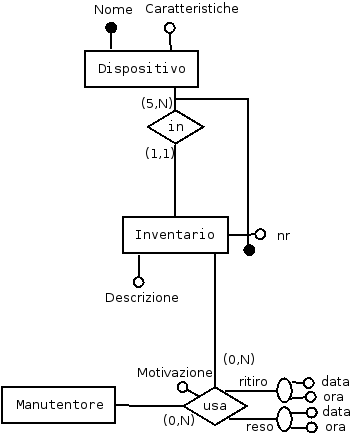 Nome Caratteristiche
Dispositivo
(5,N)
in
(1,1)
Inventario nr
Descrizione
(0,N)
Motivazione
ritiro data
ora
Manutentore usa
(0,N)
reso data
ora